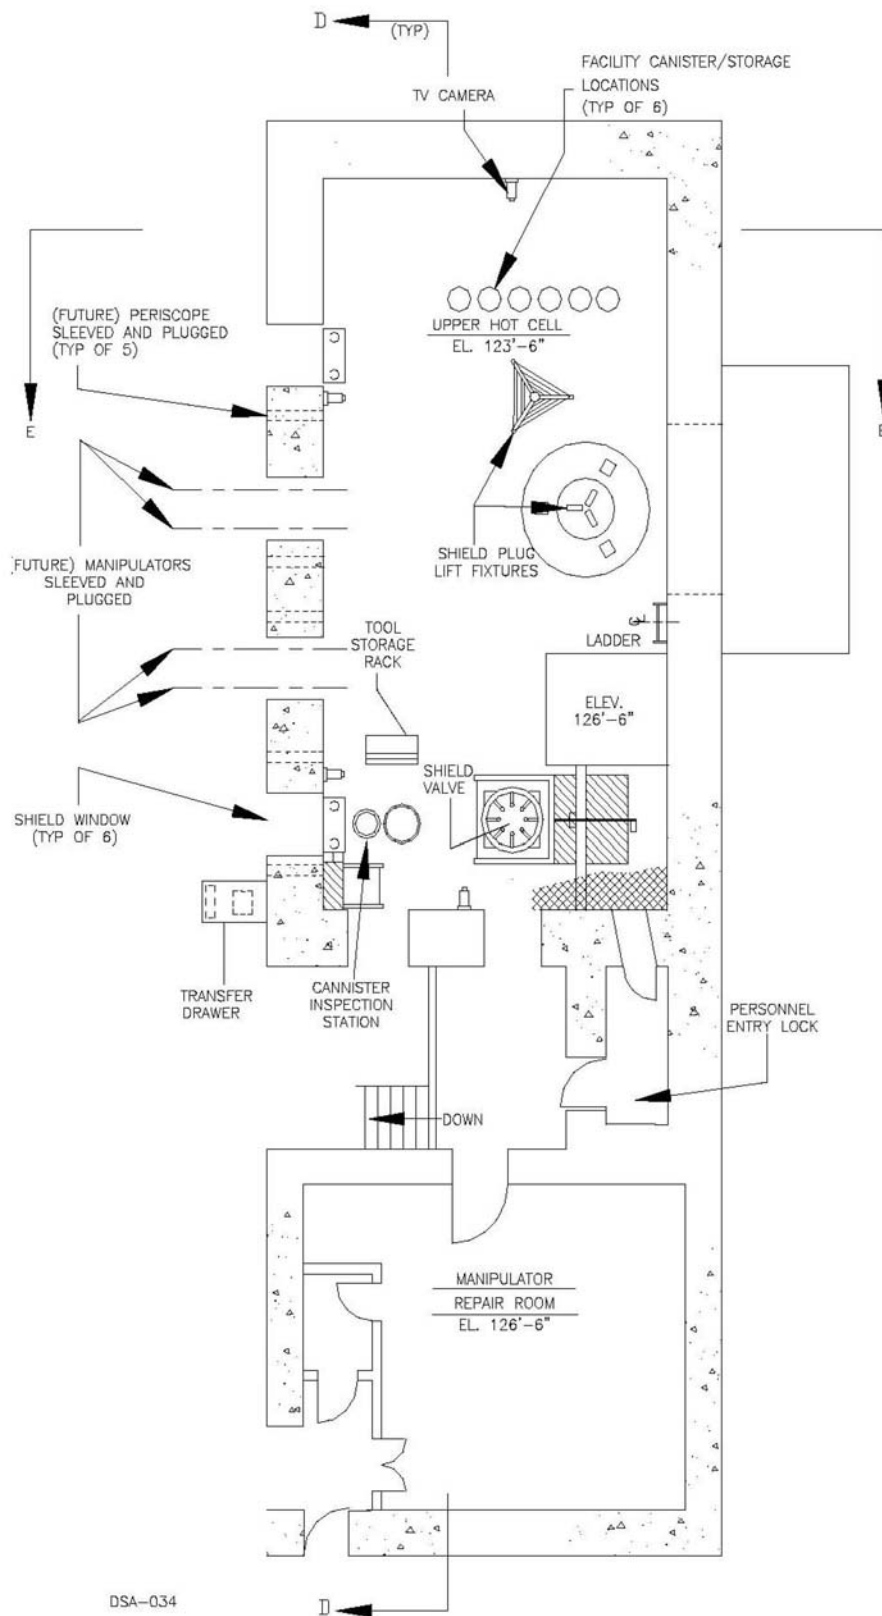 D
(TYP)
FACILITY CANISTER/STORAGE
LOCATIONS
(TYP OF 6)
TV CAMERA
(FUTURE) PERISCOPE
SLEEVED AND PLUGGED
(TYP OF 5)
UPPER HOT CELL
EL. 123'-6"
E
E
(FUTURE) MANIPULATORS
SLEEVED AND
PLUGGED
SHIELD PLUG
LIFT FIXTURES
TOOL
STORAGE
RACK
LADDER
ELEV.
126'-6"
SHIELD
VALVE
SHIELD WINDOW
(TYP OF 6)
TRANSFER
DRAWER
CANNISTER
INSPECTION
STATION
PERSONNEL
ENTRY LOCK
DOWN
MANIPULATOR
REPAIR ROOM
EL. 126'-6"
DSA-034
D